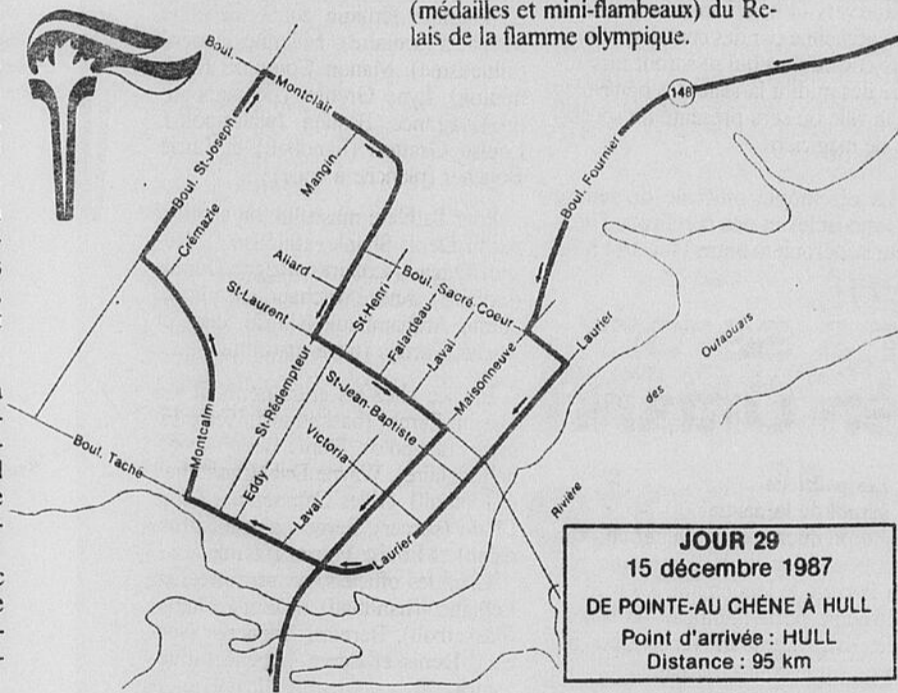 (médailles et mini-flambeaux) du Re-
lais de la flamme olympique.
Bout.
Montclair
148
Boul. St-Joseph
Mangin
Boul. Fournier
Crémazie
Allard
St-Laurent
St-Henri
Boul. Sacré-Coeur
Falardeau
Laval
Maisonneuve
Laurier
Outaouais
des
Rivière
St-Rédempteur
St-Jean-Baptiste
Victoria
Montcalm
Boul. Taché
Eddy
Laval
Laurier
JOUR 29
15 décembre 1987
DE POINTE-AU CHÊNE À HULL
Point d'arrivée : HULL
Distance : 95 km